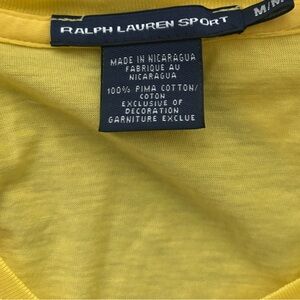 RALPH LAUREN SPORT
M/M
MADE IN NICARAGUA
FABRIQUE AU
NICARAGUA
100% PIMA COTTON/
COTON
EXCLUSIVE OF
DECORATION
GARNITURE EXCLUE